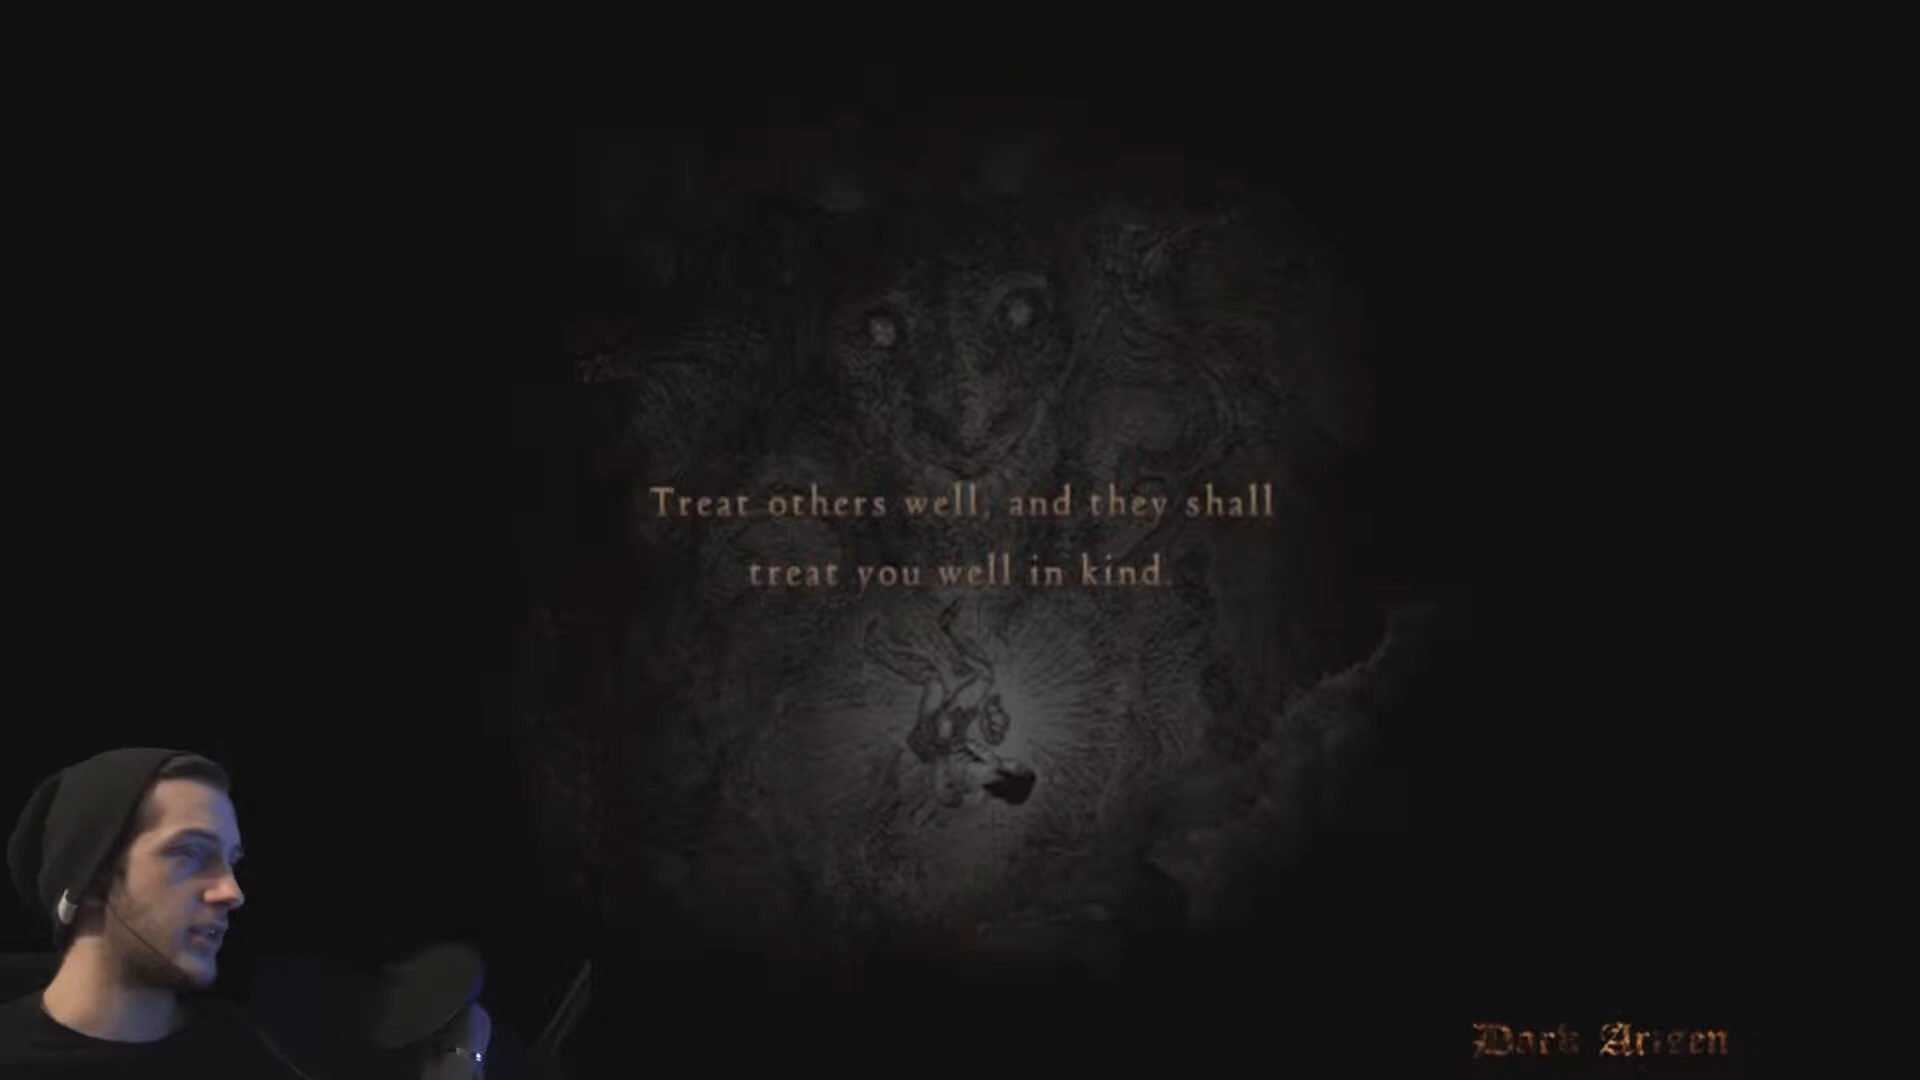 Treat others well, and they shall
treat you well in kind.
Dark Arisen